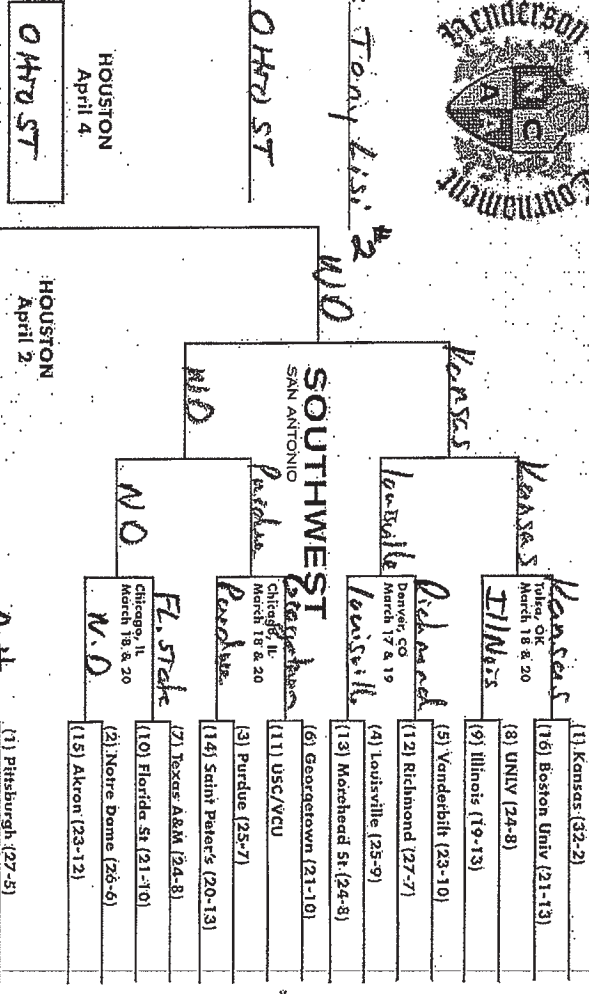 Henderson
Tournament
NCAA
Tony Lisi #2
OHIO ST
HOUSTON
April 4
OHIO ST
HOUSTON
April 2
SOUTHWEST
SAN ANTONIO
(1) Kansas (32-2)
(16) Boston Univ (21-13)
(8) UNLV (24-8)
(9) Illinois (19-13)
(5) Vanderbilt (23-10)
(12) Richmond (27-7)
(4) Louisville (25-9)
(13) Morehead St. (24-8)
(6) Georgetown (21-10)
(11) USC/VCU
(3) Purdue (25-7)
(14) Saint Peter's (20-13)
(7) Texas A&M (24-8)
(10) Florida St (21-10)
(2) Notre Dame (26-6)
(15) Akron (23-12)
(1) Pittsburgh (27-5)
Kansas
Tulsa, OK
March 18 & 20
Illinois
Richmond
Denver, CO
March 17 & 19
Louisville
Georgetown
Chicago, IL
March 18 & 20
Purdue
FL. State
Chicago, IL
March 18 & 20
N.D
Kansas
Louisville
Purdue
ND
Kansas
ND
ND